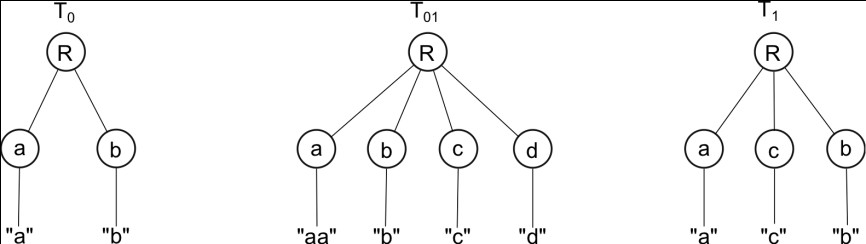 T0 T01 T1
R R R
a b a b c d a c b
"a" "b" "aa" "b" "c" "d" "a" "c" "b"